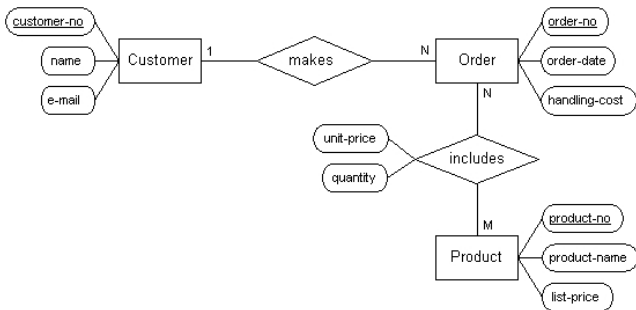 customer-no
name
e-mail
Customer
1
makes
N
Order
order-no
order-date
handling-cost
N
unit-price
quantity
includes
M
Product
product-no
product-name
list-price